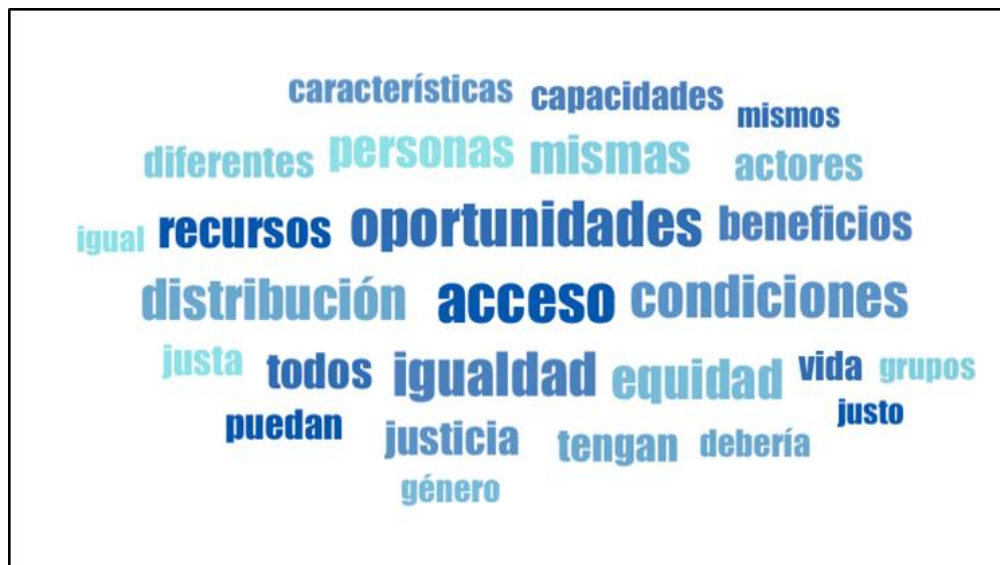 características capacidades mismos
diferentes personas mismas actores
igual recursos oportunidades beneficios
distribución acceso condiciones
justa todos igualdad equidad vida grupos
puedan justicia tengan debería justo
género